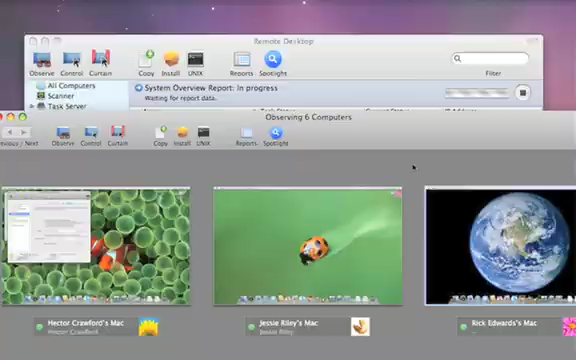 Remote Desktop
Observe Control Curtain Copy Install UNIX Reports Spotlight Filter
All Computers
Scanner
Task Server
System Overview Report: In progress
Waiting for report data.
Observing 6 Computers
Previous / Next Observe Control Curtain Copy Install UNIX Reports Spotlight
Hector Crawford's Mac
Hector Crawford
Jessie Riley's Mac
Jessie Riley
Rick Edwards's Mac